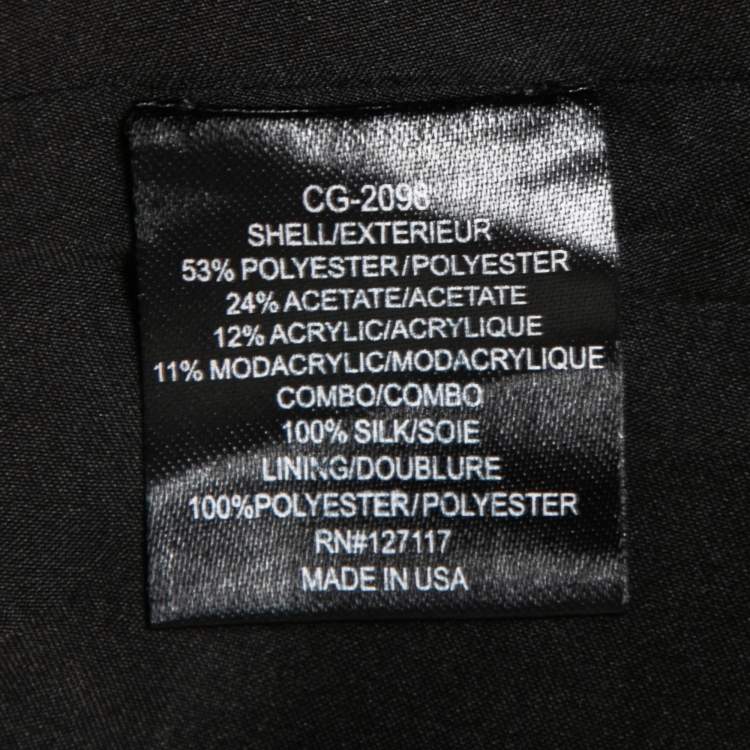 CG-2098
SHELL/EXTERIEUR
53% POLYESTER/POLYESTER
24% ACETATE/ACETATE
12% ACRYLIC/ACRYLIQUE
11% MODACRYLIC/MODACRYLIQUE
COMBO/COMBO
100% SILK/SOIE
LINING/DOUBLURE
100%POLYESTER/POLYESTER
RN#127117
MADE IN USA